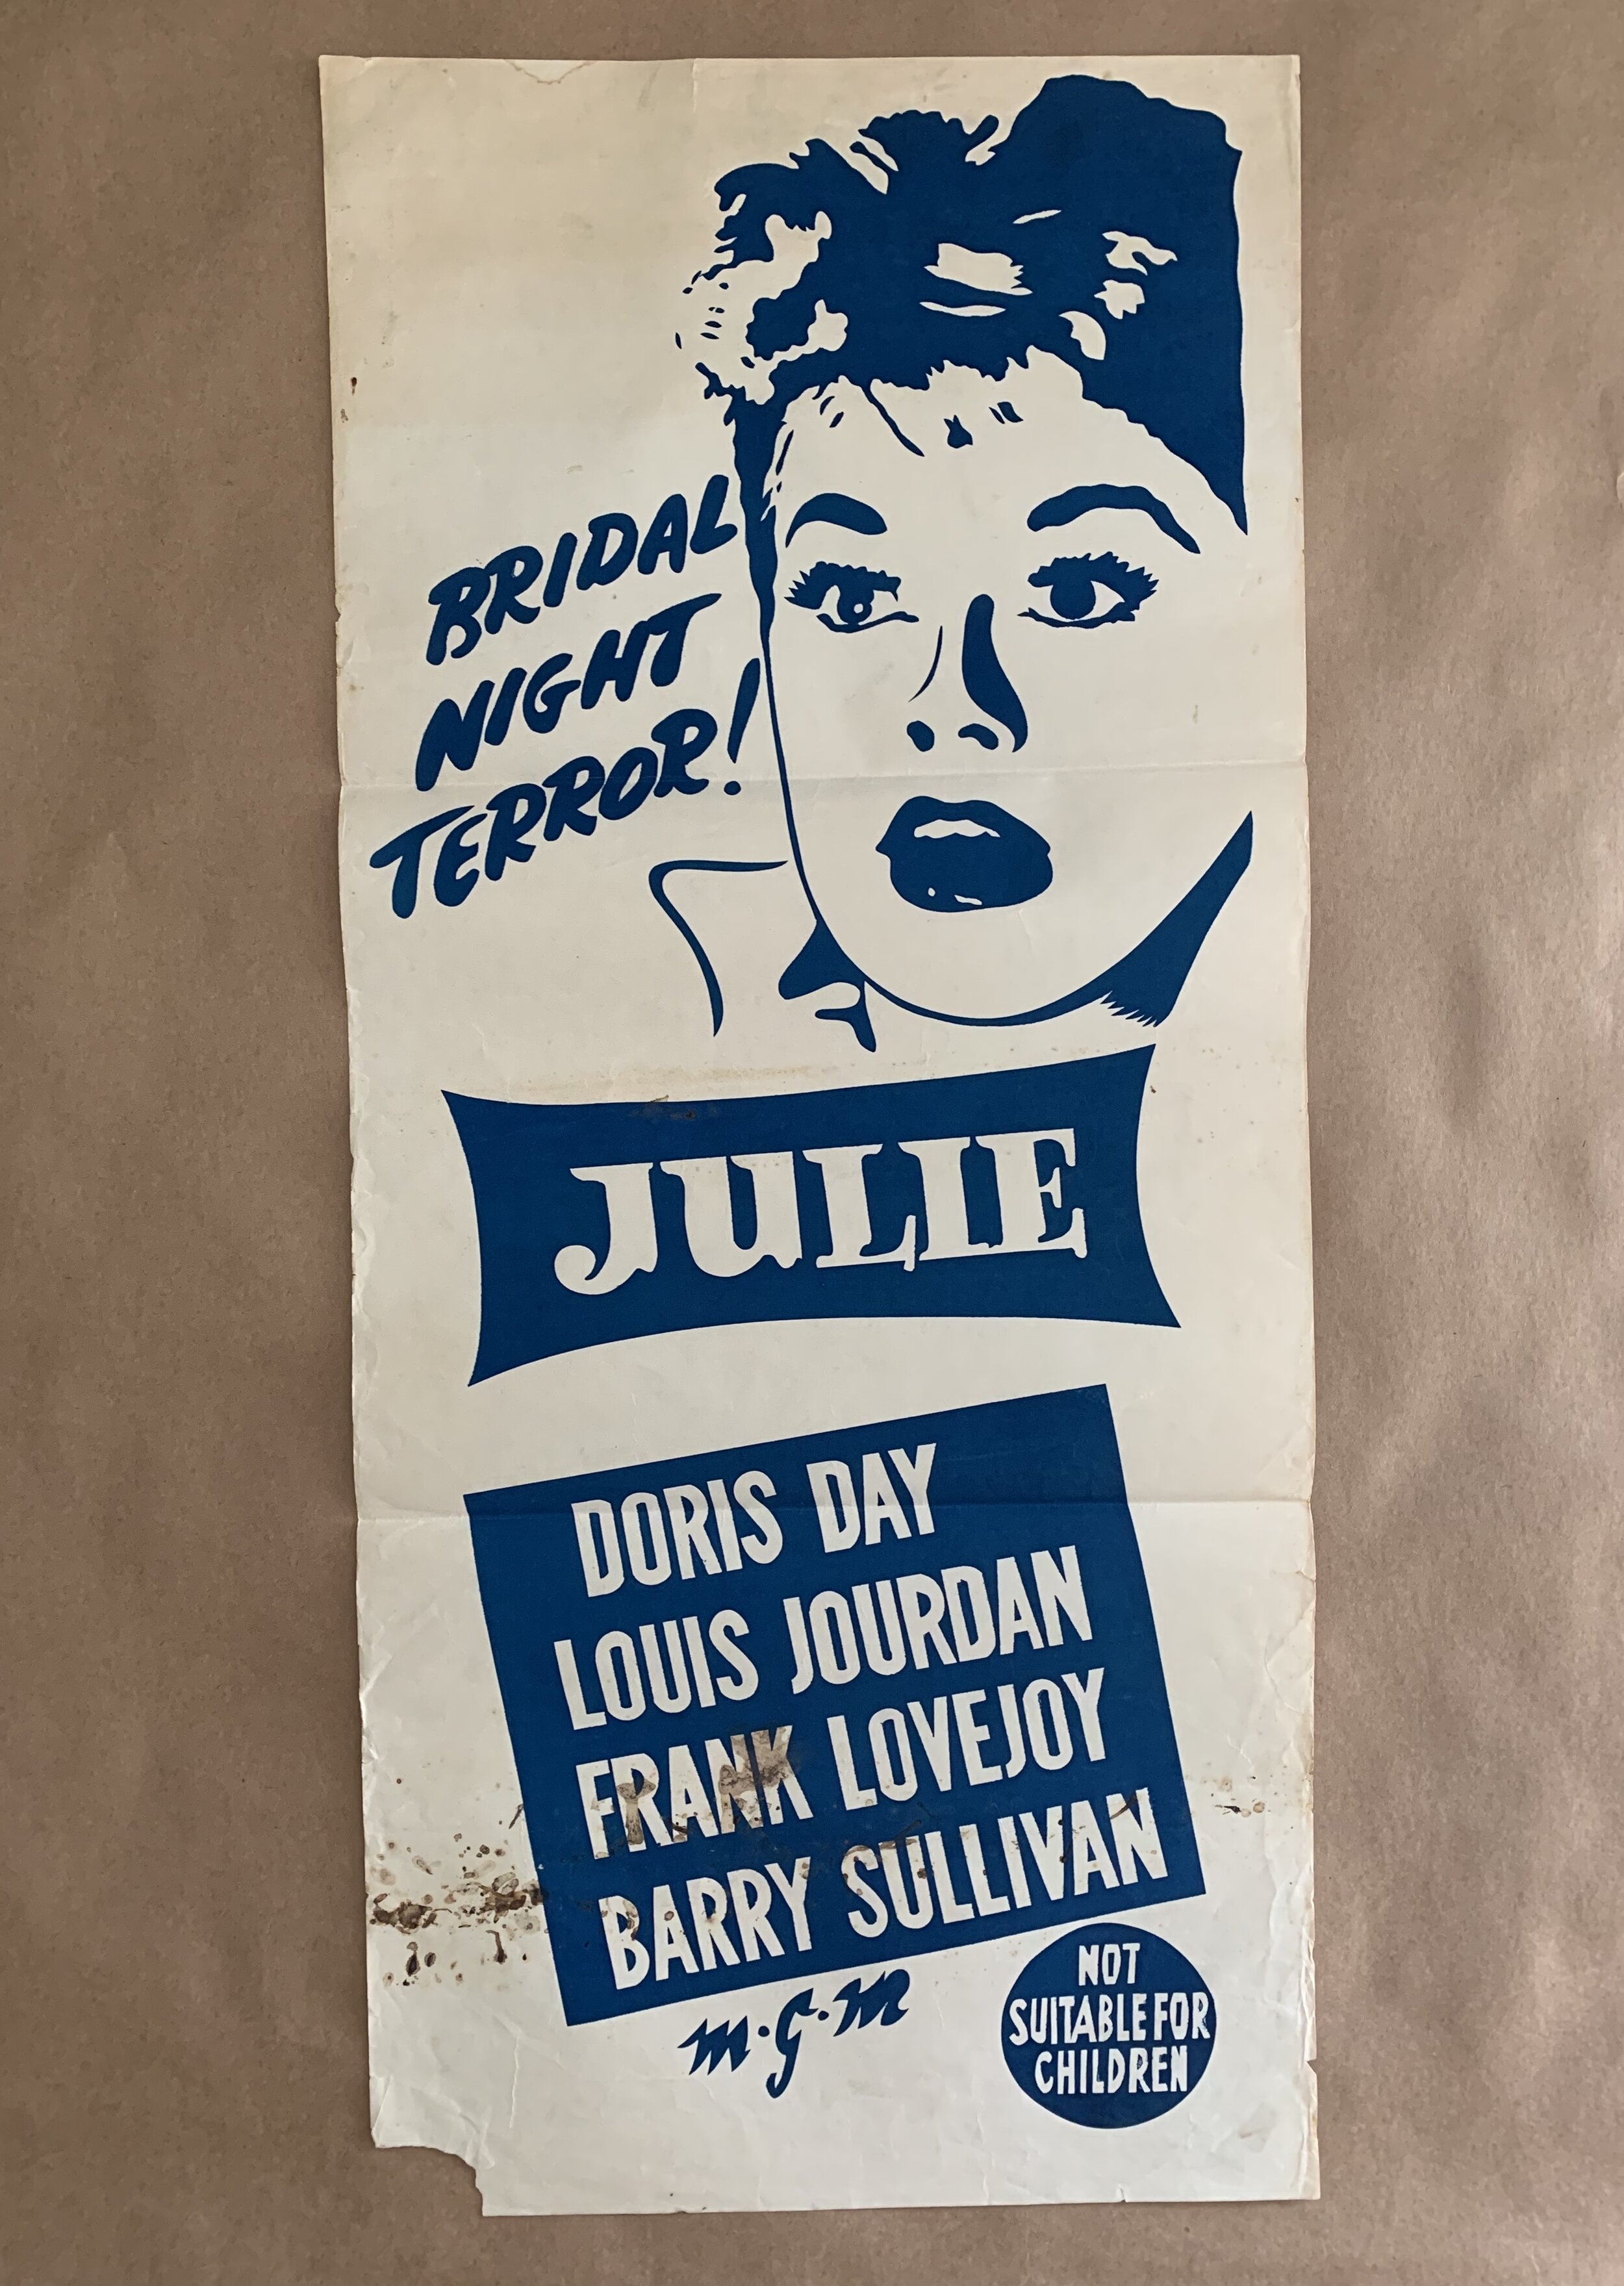 BRIDAL
NIGHT
TERROR!
JULIE
DORIS DAY
LOUIS JOURDAN
FRANK LOVEJOY
BARRY SULLIVAN
M·G·M
NOT
SUITABLE FOR
CHILDREN